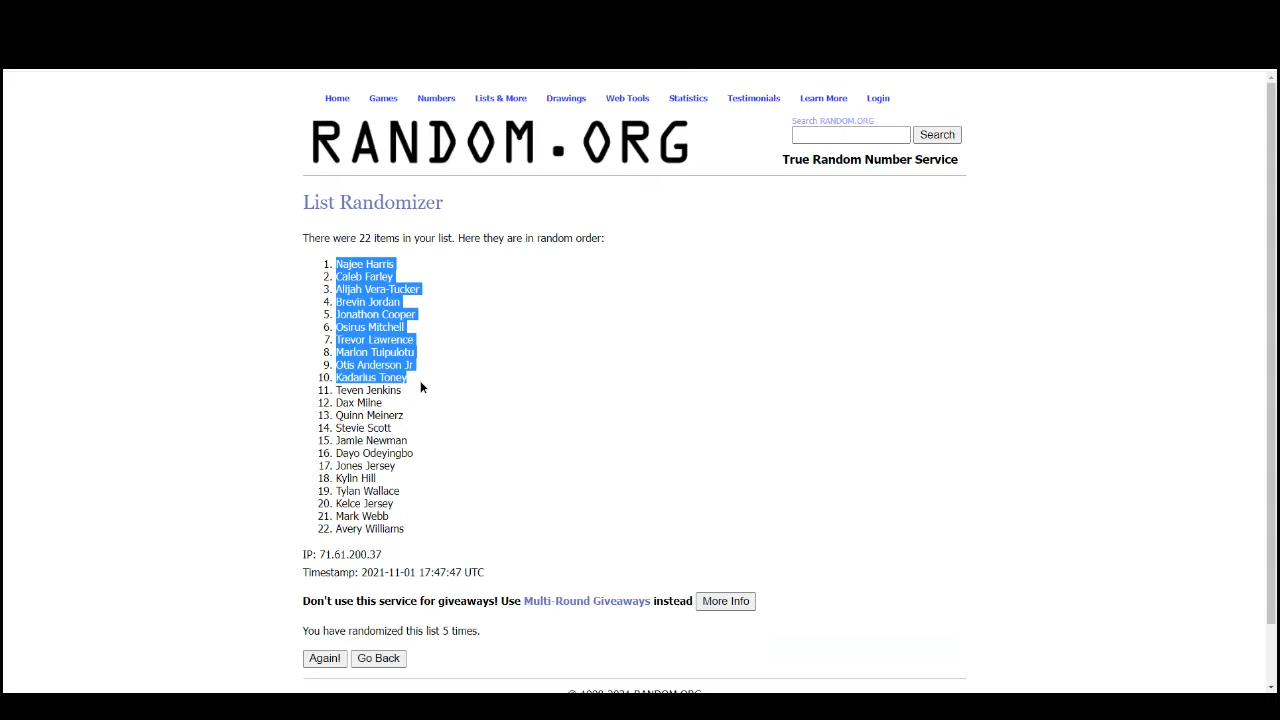 Home Games Numbers Lists & More Drawings Web Tools Statistics Testimonials Learn More Login
Search RANDOM.ORG
RANDOM.ORG
Search
True Random Number Service
List Randomizer
There were 22 items in your list. Here they are in random order:
1. Najee Harris
2. Caleb Farley
3. Alijah Vera-Tucker
4. Brevin Jordan
5. Jonathon Cooper
6. Osirus Mitchell
7. Trevor Lawrence
8. Marlon Tuipulotu
9. Otis Anderson Jr
10. Kadarius Toney
11. Teven Jenkins
12. Dax Milne
13. Quinn Meinerz
14. Stevie Scott
15. Jamie Newman
16. Dayo Odeyingbo
17. Jones Jersey
18. Kylin Hill
19. Tylan Wallace
20. Kelce Jersey
21. Mark Webb
22. Avery Williams
IP: 71.61.200.37
Timestamp: 2021-11-01 17:47:47 UTC
Don't use this service for giveaways! Use Multi-Round Giveaways instead More Info
You have randomized this list 5 times.
Again! Go Back
© 1998-2021 RANDOM.ORG